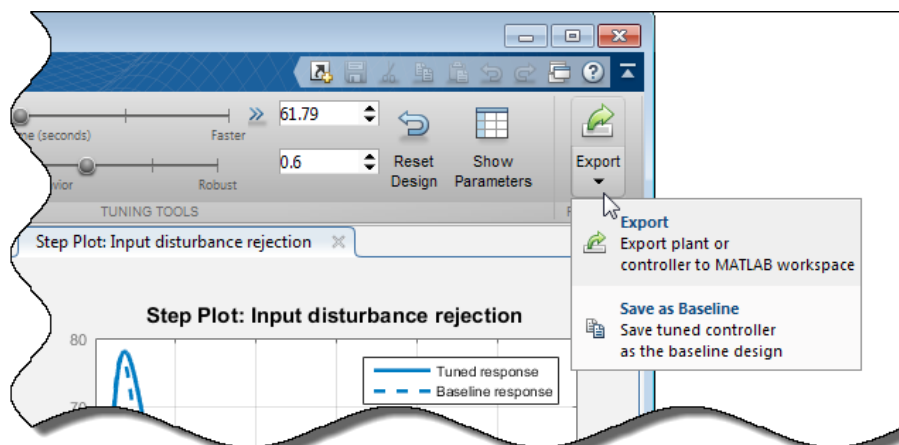 61.79
me (seconds)
Faster
0.6
Reset
Design
Show
Parameters
Export
vior
Robust
TUNING TOOLS
Export
Export plant or
controller to MATLAB workspace
Save as Baseline
Save tuned controller
as the baseline design
Step Plot: Input disturbance rejection
Step Plot: Input disturbance rejection
80
70
Tuned response
Baseline response